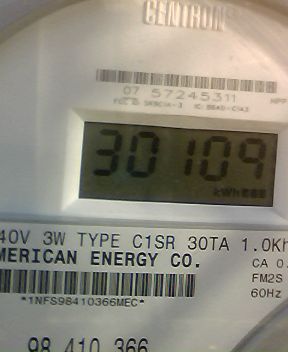 CENTRON
07 57245311
30109
kWh
40V 3W TYPE C1SR 30TA 1.0Kh
MERICAN ENERGY CO.
CA 0.
FM2S
60Hz
*1NFS98410366MEC*
98 410 366